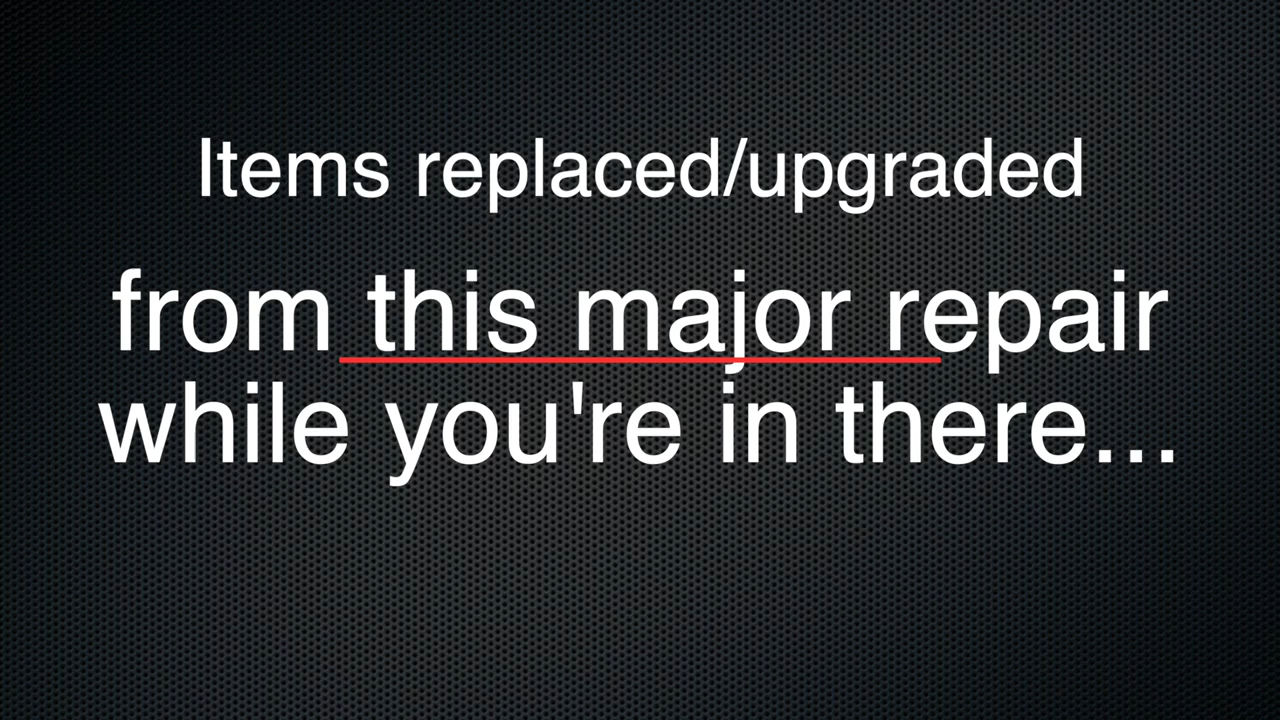 Items replaced/upgraded
from this major repair
while you're in there...